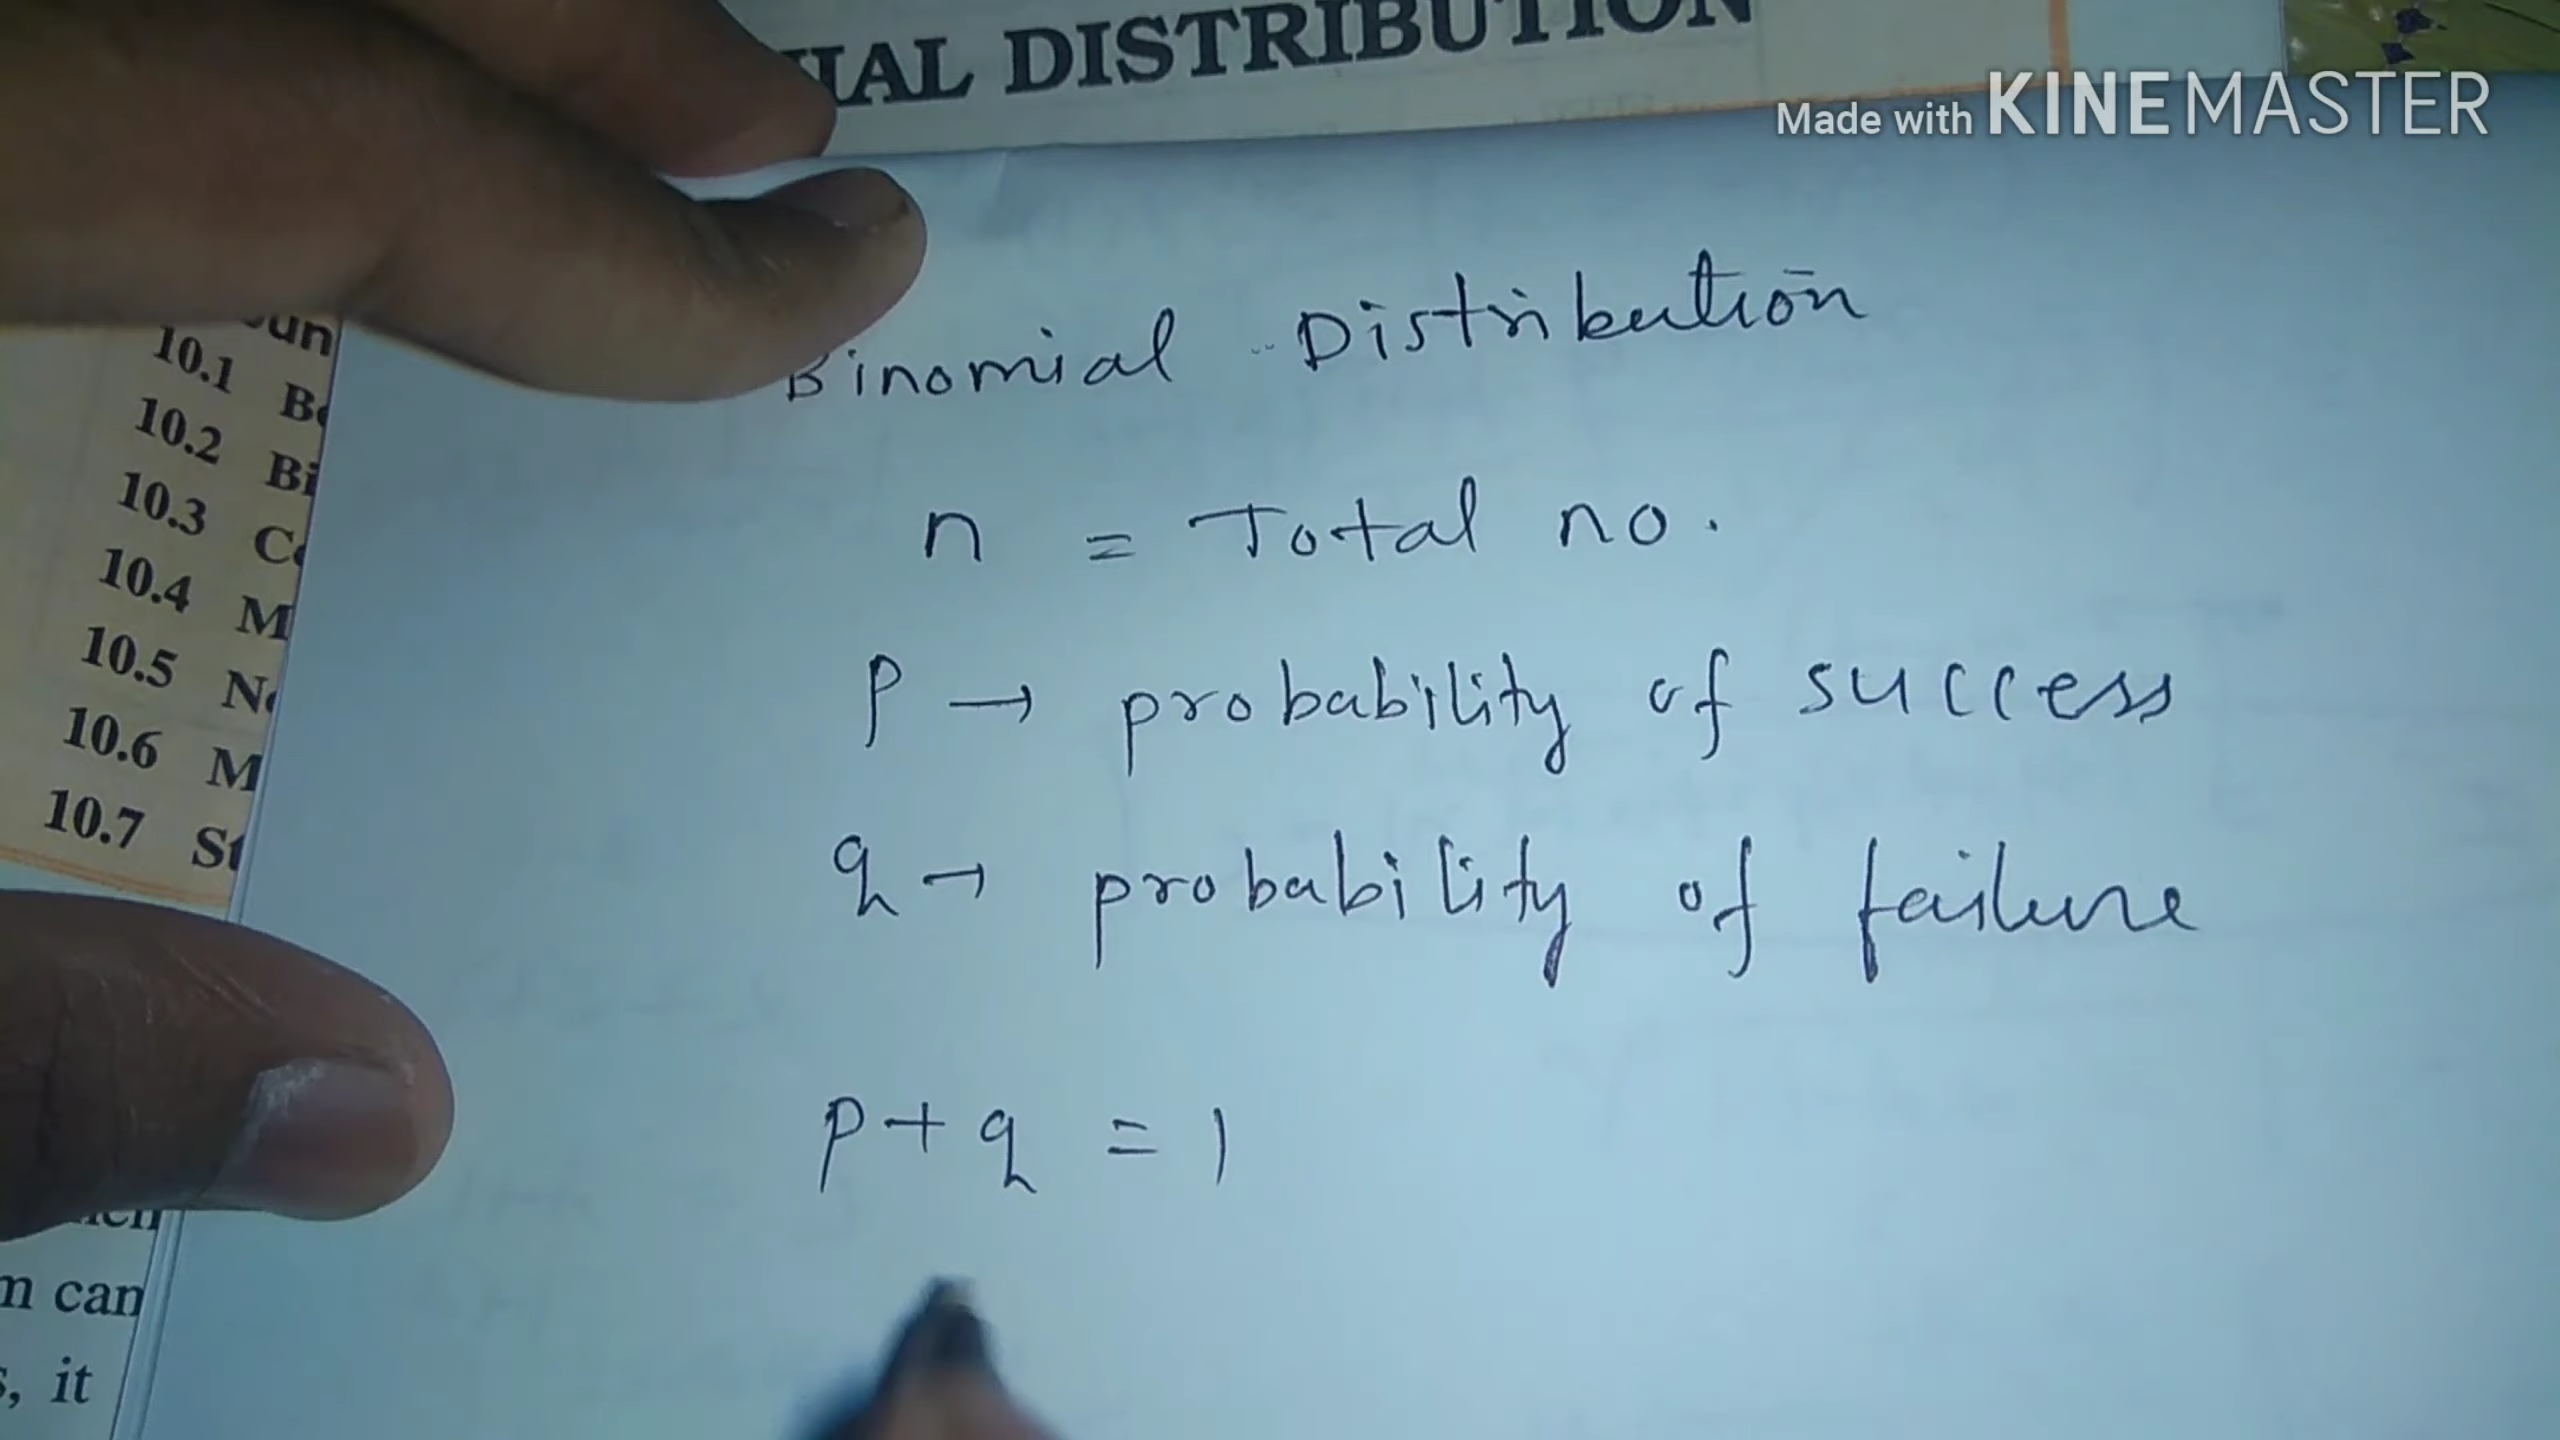 DISTRIBUTION
Made with KINEMASTER
Binomial Distribution
n = Total no.
p → probability of success
q → probability of failure
p + q = 1
10.1
10.2
10.3
10.4
10.5
10.6
10.7
can
, it